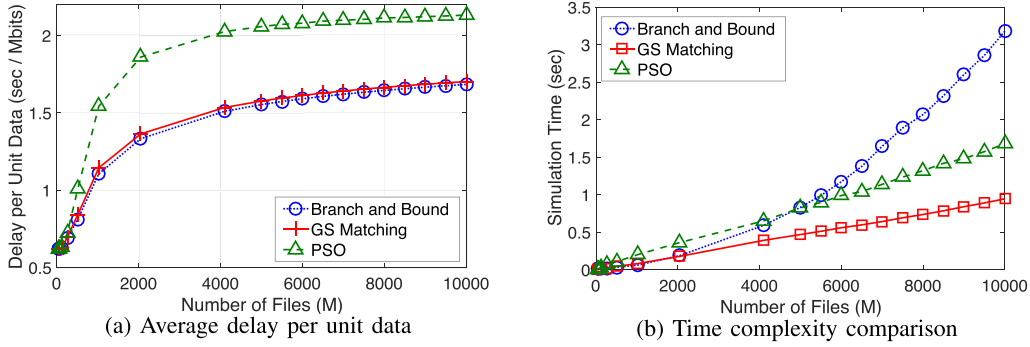 Delay per Unit Data (sec / Mbits)
2
1.5
1
0.5
0
2000
4000
6000
8000
10000
Number of Files (M)
Branch and Bound
GS Matching
PSO
(a) Average delay per unit data
Simulation Time (sec)
3.5
3
2.5
2
1.5
1
0.5
0
0
2000
4000
6000
8000
10000
Number of Files (M)
Branch and Bound
GS Matching
PSO
(b) Time complexity comparison